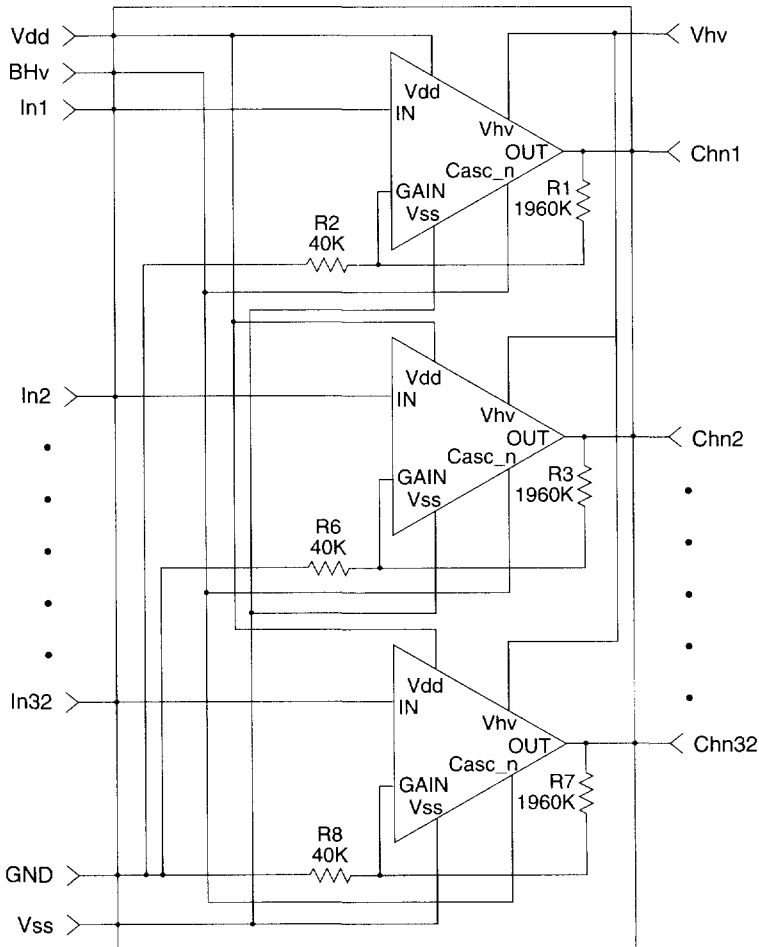 Vdd
BHv
In1
Vhv
Vdd
IN
Vhv
OUT
Chn1
Casc_n
GAIN
Vss
R1
1960K
R2
40K
In2
Vdd
IN
Vhv
OUT
Chn2
Casc_n
GAIN
Vss
R3
1960K
R6
40K
In32
Vdd
IN
Vhv
OUT
Chn32
Casc_n
GAIN
Vss
R7
1960K
R8
40K
GND
Vss